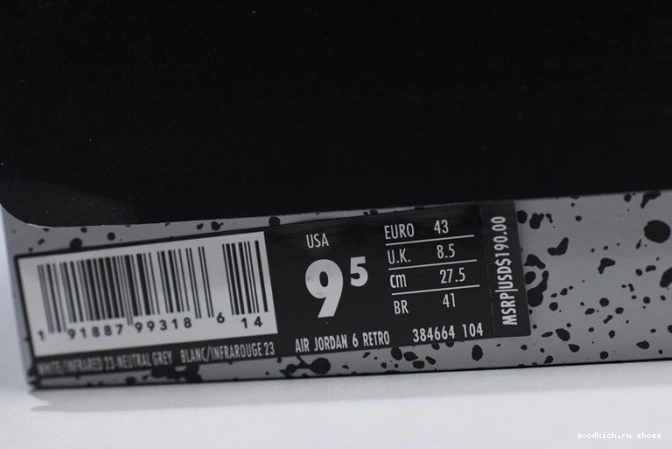 USA
9⁵
EURO 43
U.K. 8.5
cm 27.5
BR 41
MSRP|USD$190.00
1 91887 99318 6 14
AIR JORDAN 6 RETRO 384664 104
WHITE/INFRARED 23-NEUTRAL GREY BLANC/INFRAROUGE 23
goodkick.ru shoes